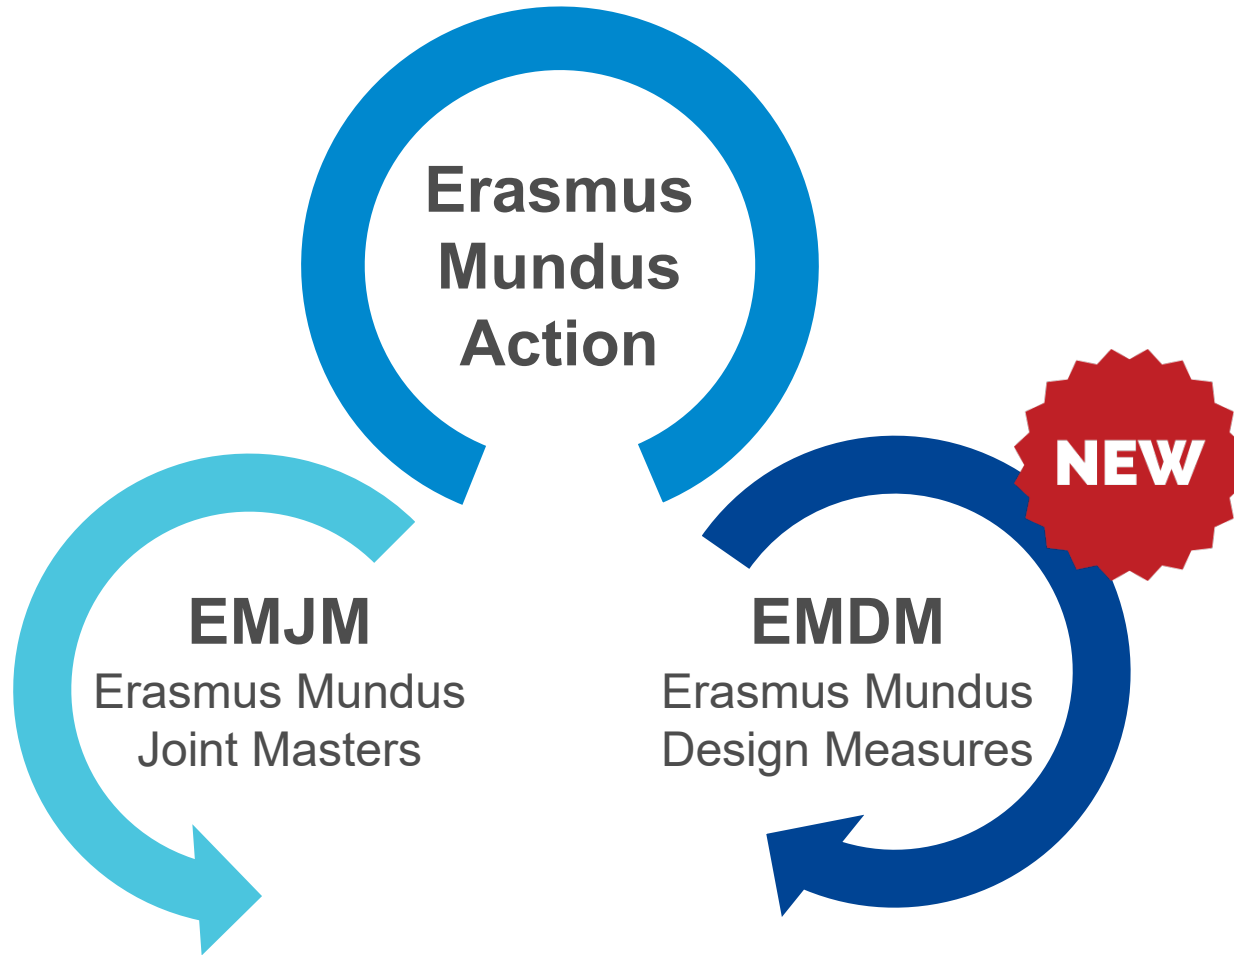 Erasmus
Mundus
Action
NEW
EMJM
Erasmus Mundus
Joint Masters
EMDM
Erasmus Mundus
Design Measures